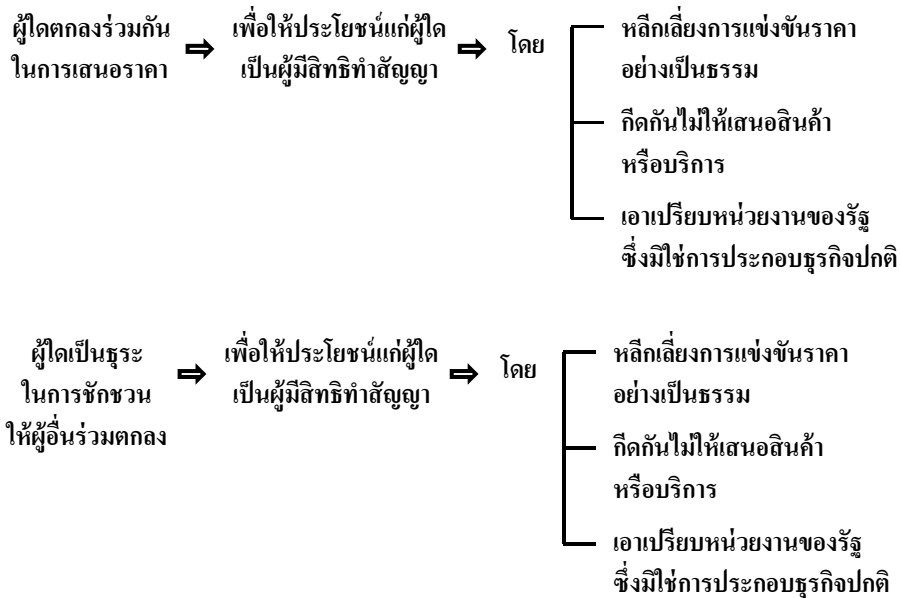 ผู้ใดตกลงร่วมกัน
ในการเสนอราคา
⇨
เพื่อให้ประโยชน์แก่ผู้ใด
เป็นผู้มีสิทธิทำสัญญา
⇨
โดย
หลีกเลี่ยงการแข่งขันราคา
อย่างเป็นธรรม
กีดกันไม่ให้เสนอสินค้า
หรือบริการ
เอาเปรียบหน่วยงานของรัฐ
ซึ่งมิใช่การประกอบธุรกิจปกติ
ผู้ใดเป็นธุระ
ในการชักชวน
ให้ผู้อื่นร่วมตกลง
⇨
เพื่อให้ประโยชน์แก่ผู้ใด
เป็นผู้มีสิทธิทำสัญญา
⇨
โดย
หลีกเลี่ยงการแข่งขันราคา
อย่างเป็นธรรม
กีดกันไม่ให้เสนอสินค้า
หรือบริการ
เอาเปรียบหน่วยงานของรัฐ
ซึ่งมิใช่การประกอบธุรกิจปกติ